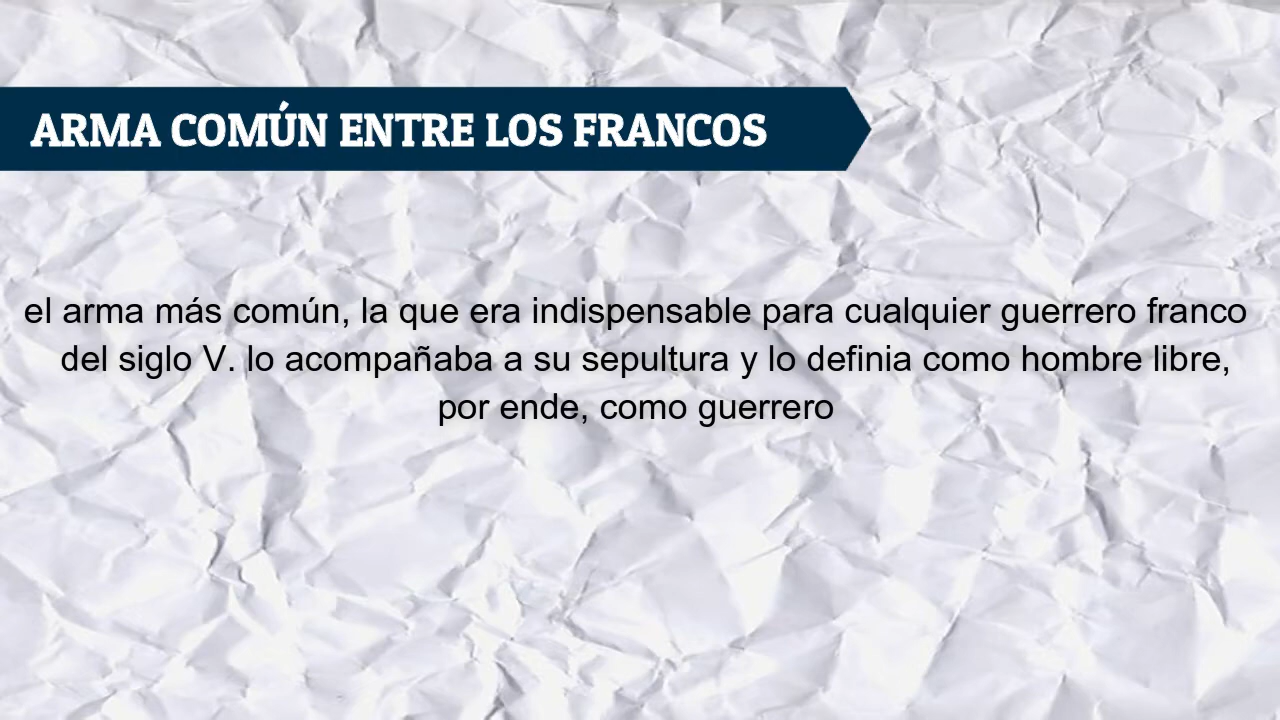 ARMA COMÚN ENTRE LOS FRANCOS
el arma más común, la que era indispensable para cualquier guerrero franco
del siglo V. lo acompañaba a su sepultura y lo definia como hombre libre,
por ende, como guerrero